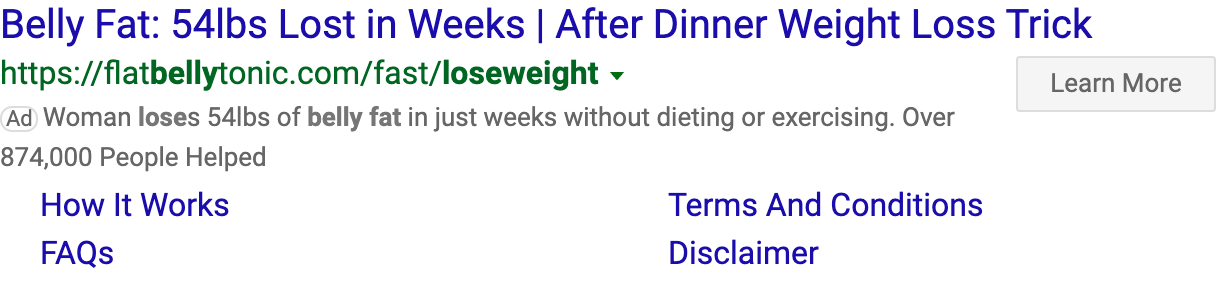 Belly Fat: 54lbs Lost in Weeks | After Dinner Weight Loss Trick
https://flatbellytonic.com/fast/loseweight
Learn More
Ad Woman loses 54lbs of belly fat in just weeks without dieting or exercising. Over
874,000 People Helped
How It Works
Terms And Conditions
FAQs
Disclaimer